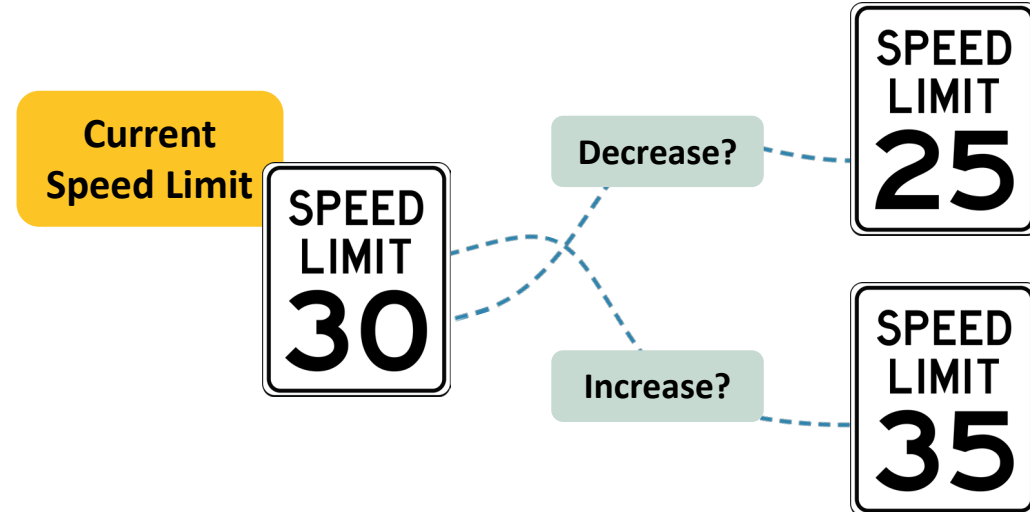 Current
Speed Limit
SPEED
LIMIT
30
Decrease?
SPEED
LIMIT
25
Increase?
SPEED
LIMIT
35